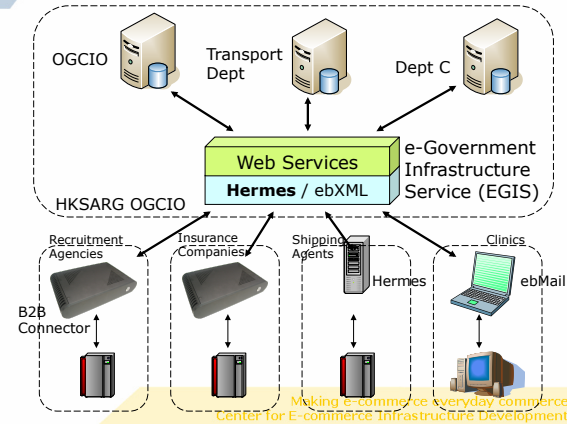 OGCIO
Transport
Dept
Dept C
Web Services
Hermes / ebXML
e-Government
Infrastructure
Service (EGIS)
HKSARG OGCIO
Recruitment
Agencies
Insurance
Companies
Shipping
Agents
Clinics
Hermes
ebMail
B2B
Connector
Making e-commerce everyday commerce
Center for E-commerce Infrastructure Development